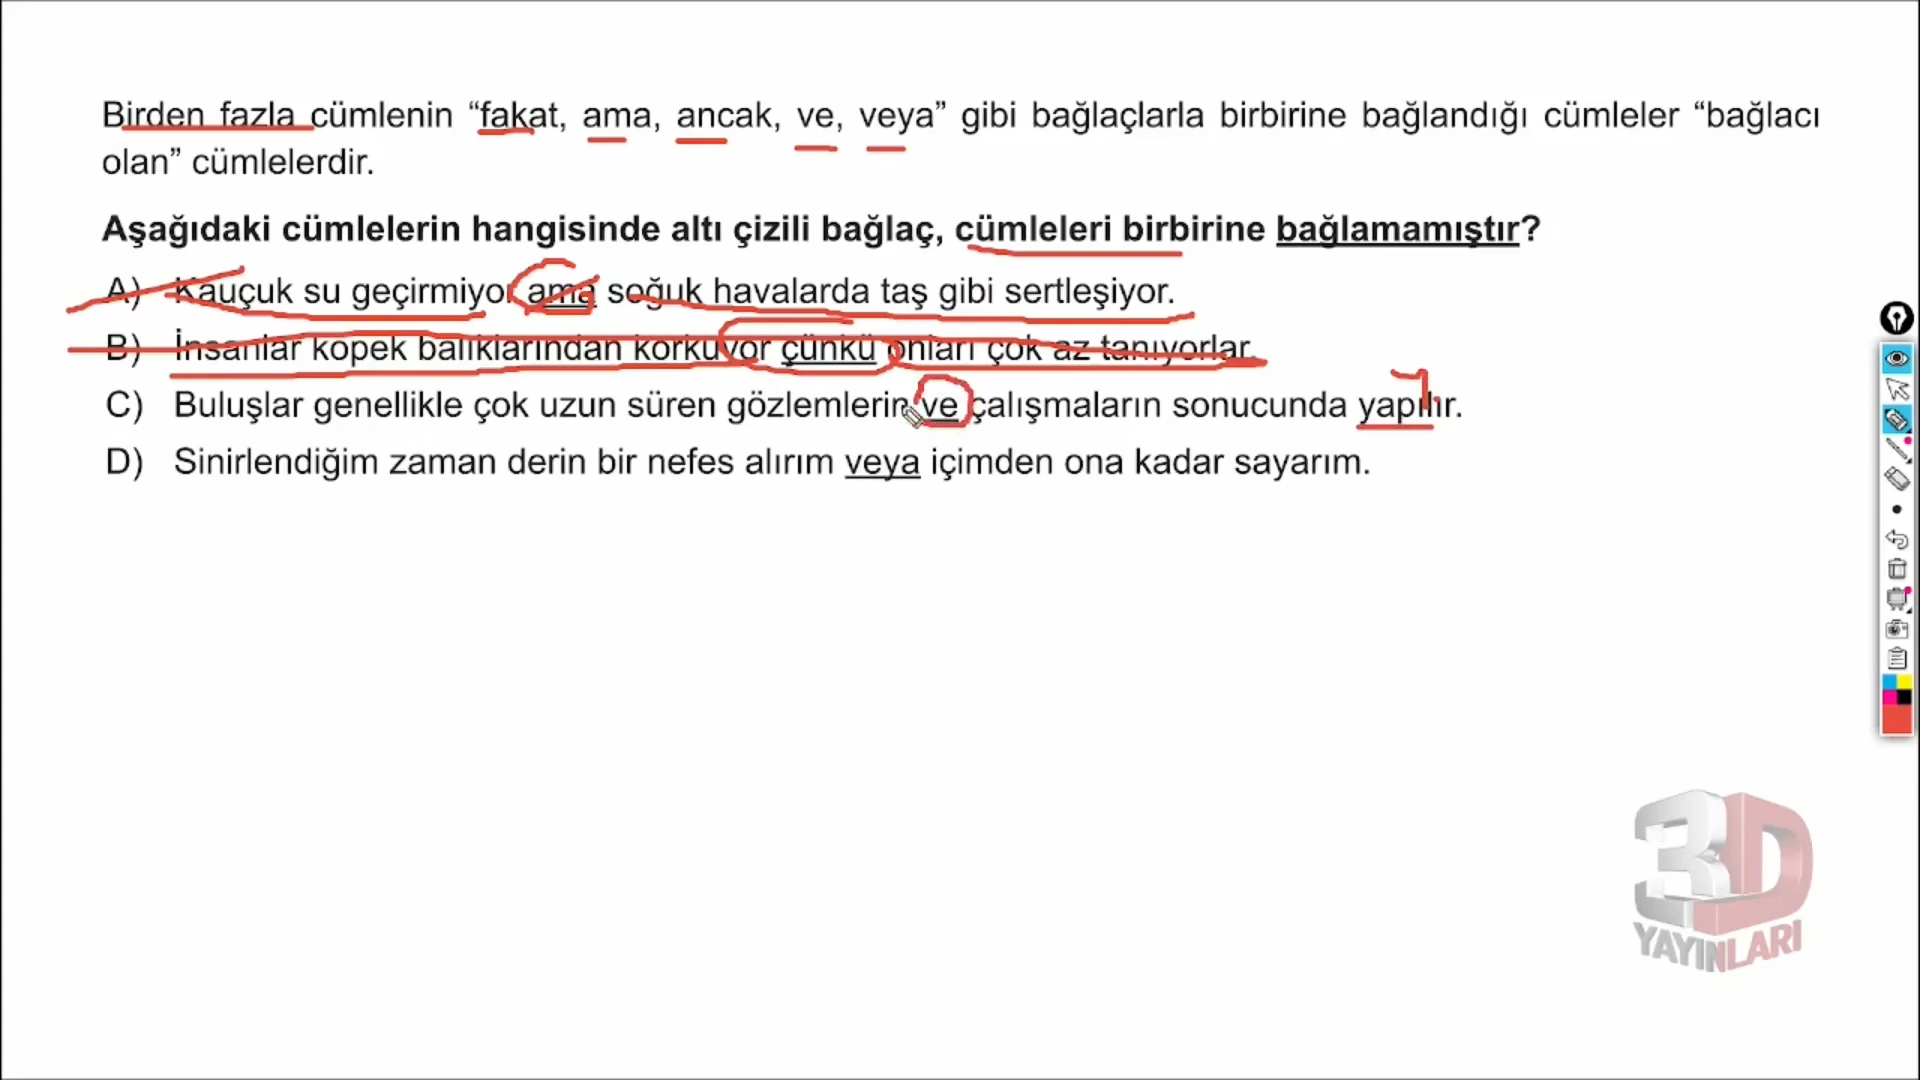 Birden fazla cümlenin “fakat, ama, ancak, ve, veya” gibi bağlaçlarla birbirine bağlandığı cümleler “bağlacı
olan” cümlelerdir.
Aşağıdaki cümlelerin hangisinde altı çizili bağlaç, cümleleri birbirine bağlamamıştır?
A) Kauçuk su geçirmiyor ama soğuk havalarda taş gibi sertleşiyor.
B) İnsanlar köpek balıklarından korkuyor çünkü onları çok az tanıyorlar.
C) Buluşlar genellikle çok uzun süren gözlemlerin ve çalışmaların sonucunda yapılır.
D) Sinirlendiğim zaman derin bir nefes alırım veya içimden ona kadar sayarım.
3D
YAYINLARI